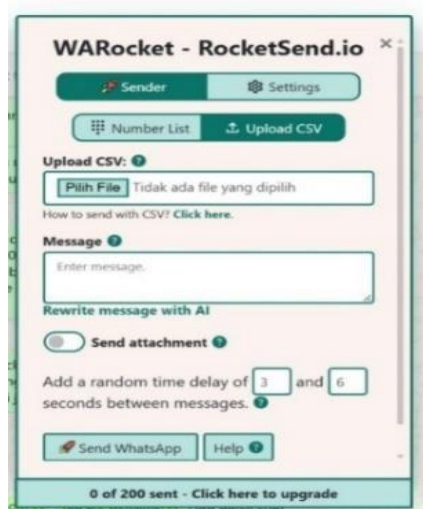 WARocket - RocketSend.io ×
Sender Settings
Number List Upload CSV
Upload CSV: ?
Pilih File Tidak ada file yang dipilih
How to send with CSV? Click here.
Message ?
Enter message.
Rewrite message with AI
Send attachment ?
Add a random time delay of 3 and 6
seconds between messages. ?
Send WhatsApp Help ?
0 of 200 sent - Click here to upgrade